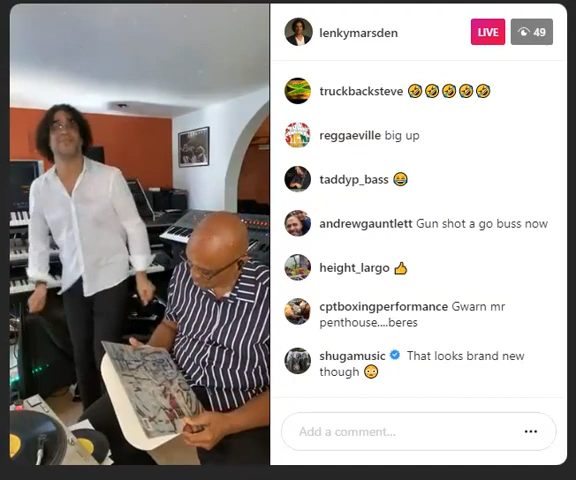 lenkymarsden
LIVE
49
truckbacksteve 🤣🤣🤣🤣🤣
reggaeville big up
taddyp_bass 😂
andrewgauntlett Gun shot a go buss now
height_largo 👍
cptboxingperformance Gwarn mr
penthouse....beres
shugamusic That looks brand new
though 😳
Add a comment...